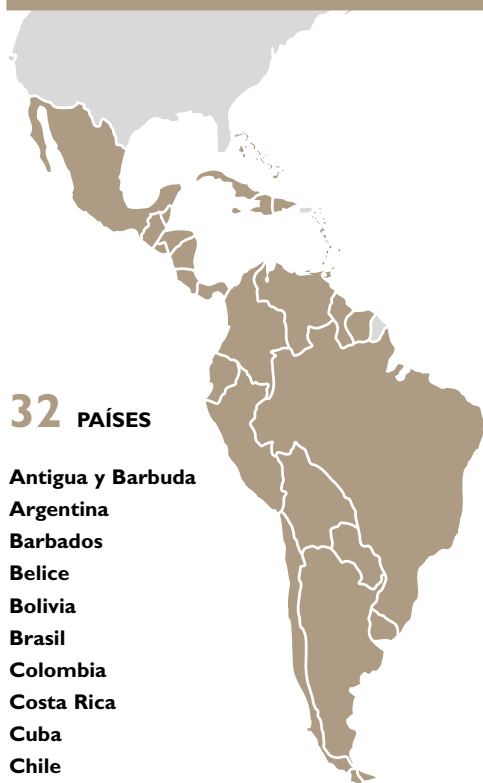 32 PAÍSES
Antigua y Barbuda
Argentina
Barbados
Belice
Bolivia
Brasil
Colombia
Costa Rica
Cuba
Chile